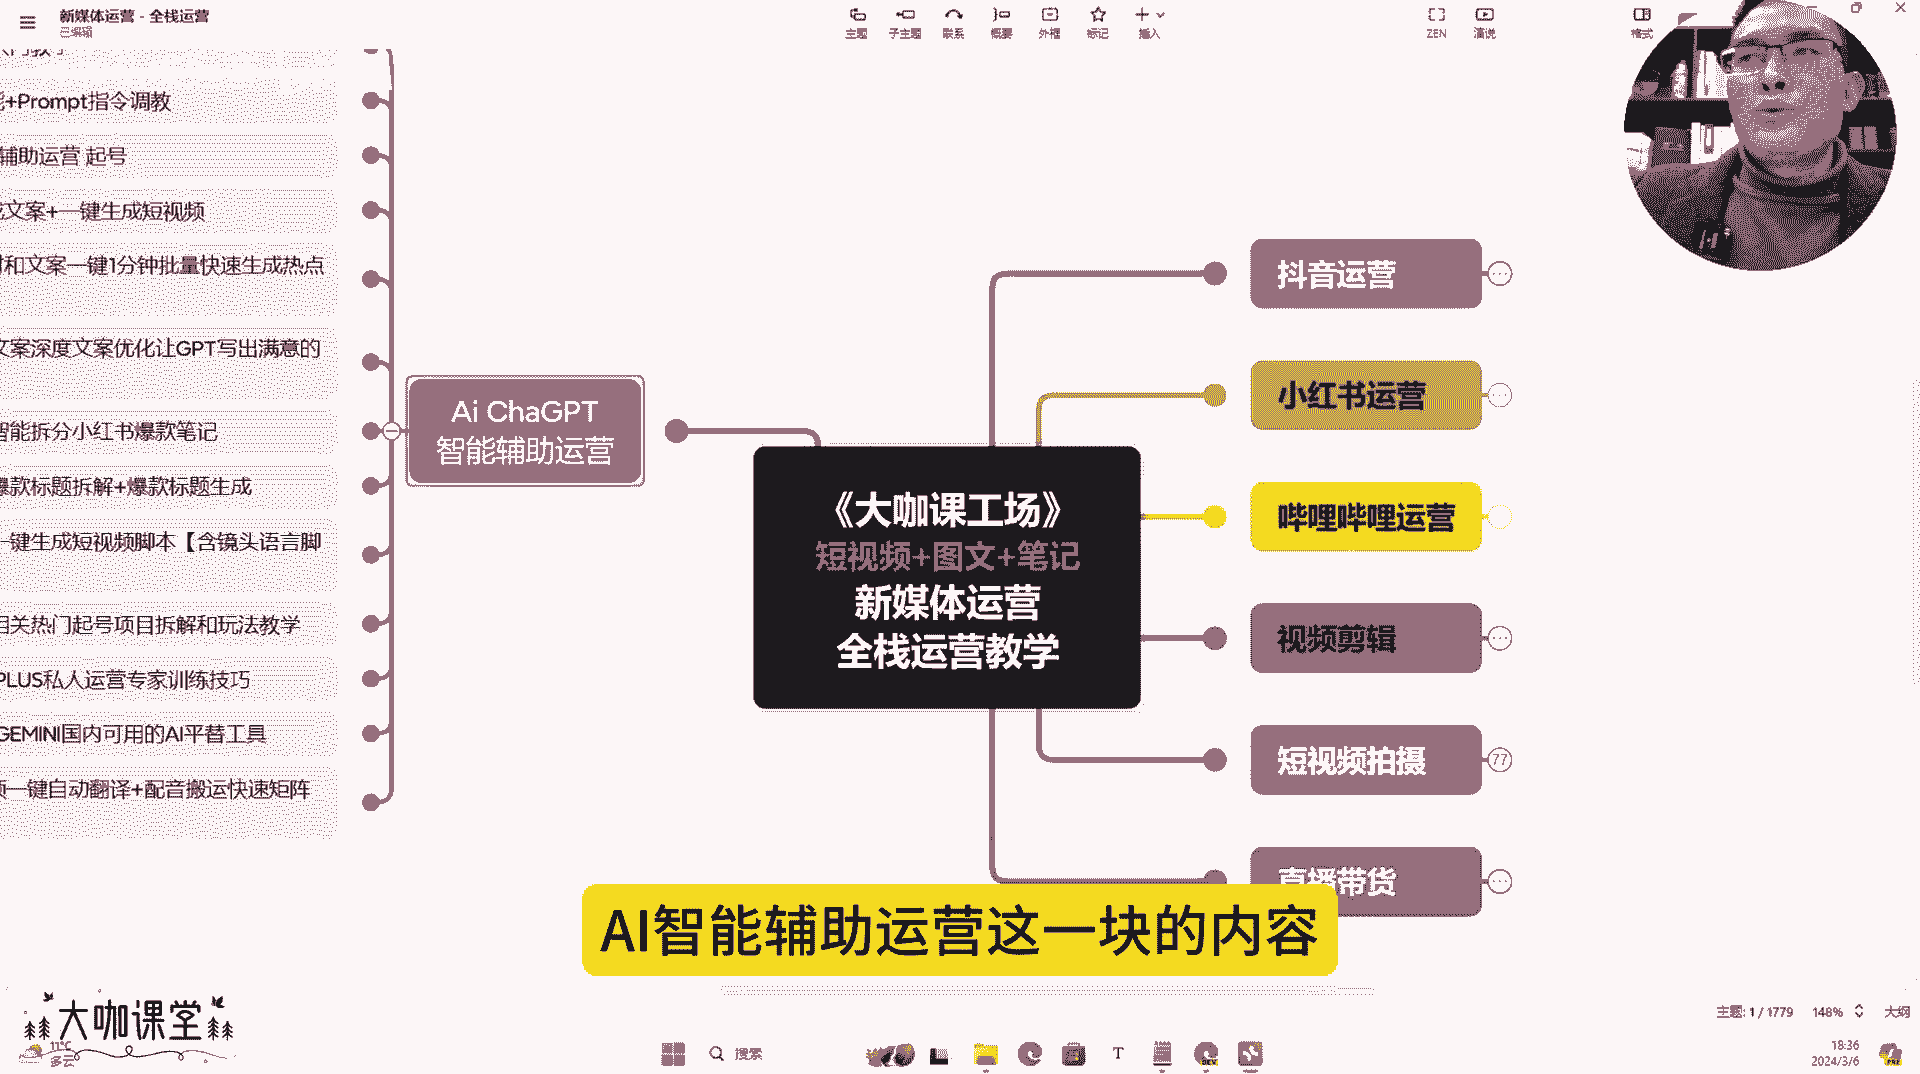 新媒体运营 - 全栈运营
已编辑
主题
子主题
联系
概要
外框
标记
插入
ZEN
演说
格式
+Prompt指令调教
辅助运营 起号
文案+一键生成短视频
和文案一键1分钟批量快速生成热点
文案深度文案优化让GPT写出满意的
智能拆分小红书爆款笔记
爆款标题拆解+爆款标题生成
一键生成短视频脚本【含镜头语言脚
相关热门起号项目拆解和玩法教学
PLUS私人运营专家训练技巧
GEMINI国内可用的AI平替工具
一键自动翻译+配音搬运快速矩阵
Ai ChaGPT
智能辅助运营
《大咖课工场》
短视频+图文+笔记
新媒体运营
全栈运营教学
抖音运营
小红书运营
哔哩哔哩运营
视频剪辑
短视频拍摄
77
直播带货
AI智能辅助运营这一块的内容
大咖课堂
11°C
多云
搜索
主题: 1 / 1779
148%
大纲
18:36
2024/3/6